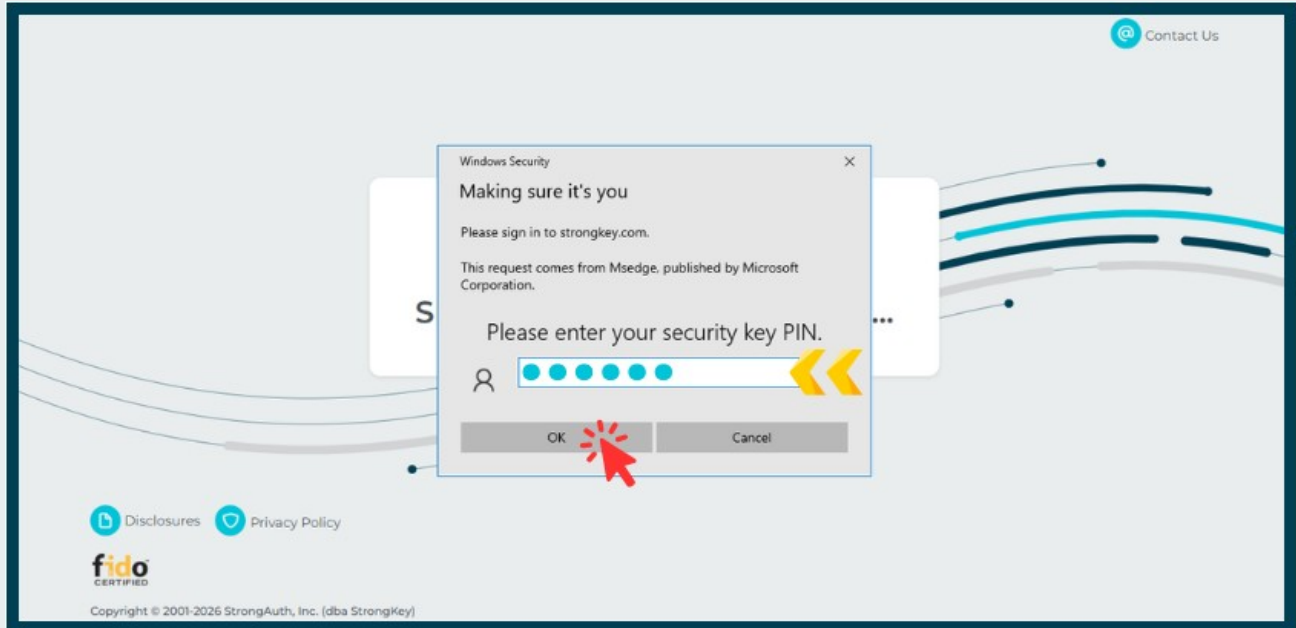 Contact Us
Windows Security
Making sure it's you
Please sign in to strongkey.com.
This request comes from Msedge, published by Microsoft
Corporation.
S
...
Please enter your security key PIN.
OK
Cancel
Disclosures
Privacy Policy
fido
CERTIFIED
Copyright © 2001-2026 StrongAuth, Inc. (dba StrongKey)